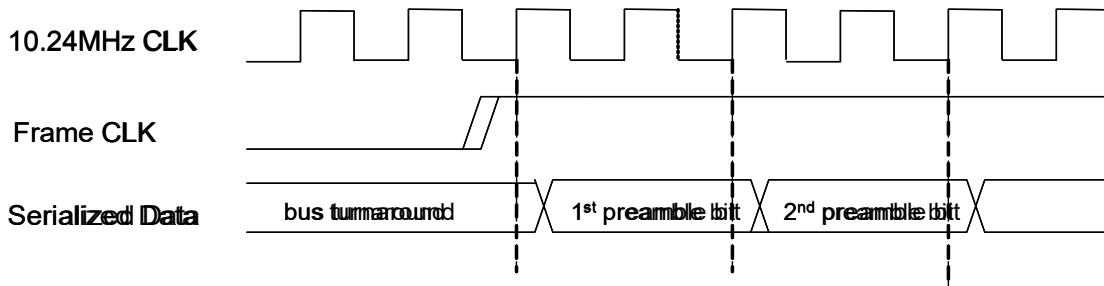 10.24MHz CLK
Frame CLK
Serialized Data
bus turnaround
1st preamble bit
2nd preamble bit